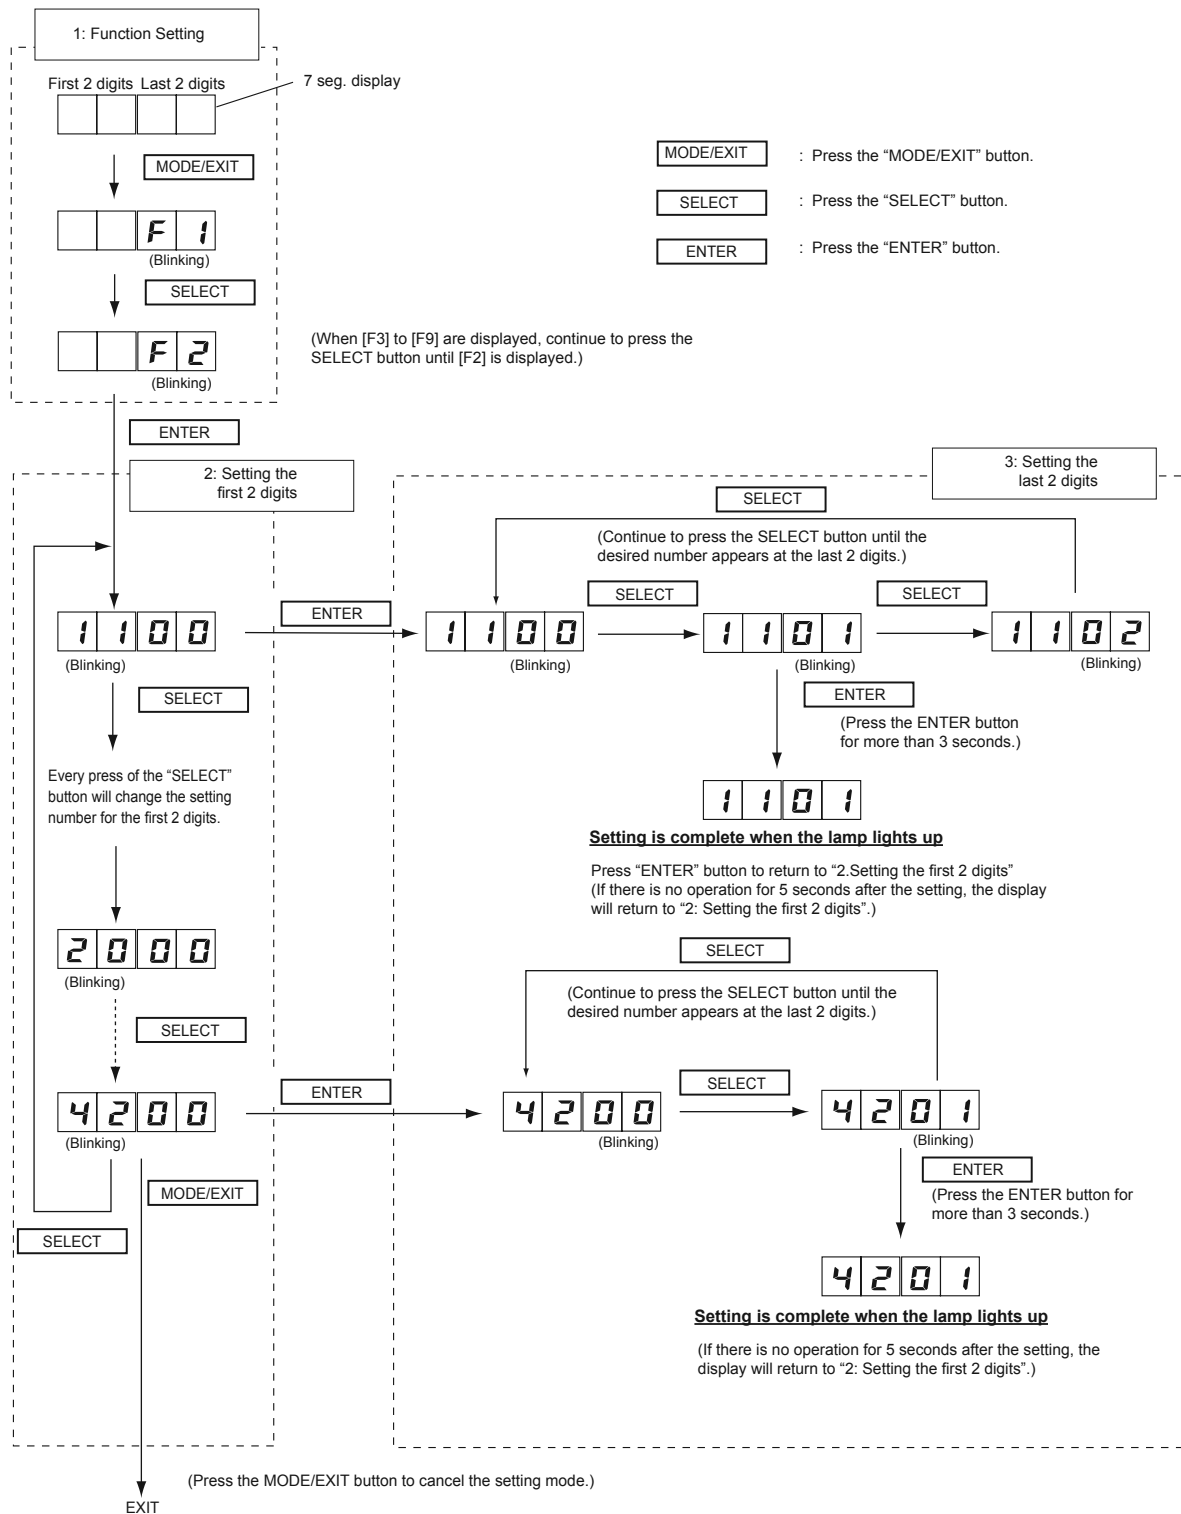 1: Function Setting
First 2 digits Last 2 digits
7 seg. display
MODE/EXIT
F 1
(Blinking)
SELECT
F 2
(Blinking)
MODE/EXIT : Press the “MODE/EXIT” button.
SELECT : Press the “SELECT” button.
ENTER : Press the “ENTER” button.
(When [F3] to [F9] are displayed, continue to press the
SELECT button until [F2] is displayed.)
ENTER
2: Setting the
first 2 digits
1 1 0 0
(Blinking)
SELECT
Every press of the “SELECT”
button will change the setting
number for the first 2 digits.
2 0 0 0
(Blinking)
SELECT
4 2 0 0
(Blinking)
MODE/EXIT
SELECT
EXIT
(Press the MODE/EXIT button to cancel the setting mode.)
3: Setting the
last 2 digits
SELECT
(Continue to press the SELECT button until the
desired number appears at the last 2 digits.)
ENTER
1 1 0 0
(Blinking)
SELECT
1 1 0 1
(Blinking)
SELECT
1 1 0 2
(Blinking)
ENTER
(Press the ENTER button
for more than 3 seconds.)
1 1 0 1
Setting is complete when the lamp lights up
Press “ENTER” button to return to “2.Setting the first 2 digits”
(If there is no operation for 5 seconds after the setting, the display
will return to “2: Setting the first 2 digits”.)
SELECT
(Continue to press the SELECT button until the
desired number appears at the last 2 digits.)
ENTER
4 2 0 0
(Blinking)
SELECT
4 2 0 1
(Blinking)
ENTER
(Press the ENTER button for
more than 3 seconds.)
4 2 0 1
Setting is complete when the lamp lights up
(If there is no operation for 5 seconds after the setting, the
display will return to “2: Setting the first 2 digits”.)